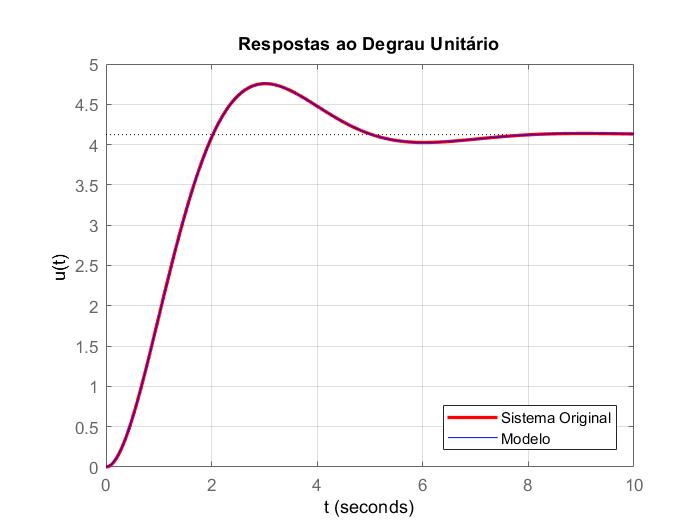 Respostas ao Degrau Unitário
5
4.5
4
3.5
3
2.5
2
1.5
1
0.5
0
u(t)
Sistema Original
Modelo
0 2 4 6 8 10
t (seconds)